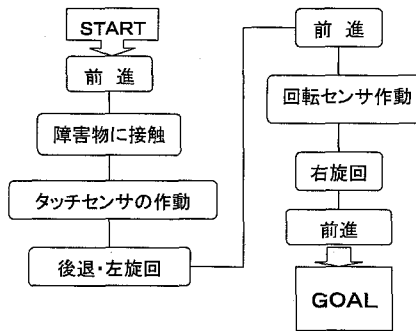 START
前 進
障害物に接触
タッチセンサの作動
後退・左旋回
前 進
回転センサ作動
右旋回
前進
GOAL